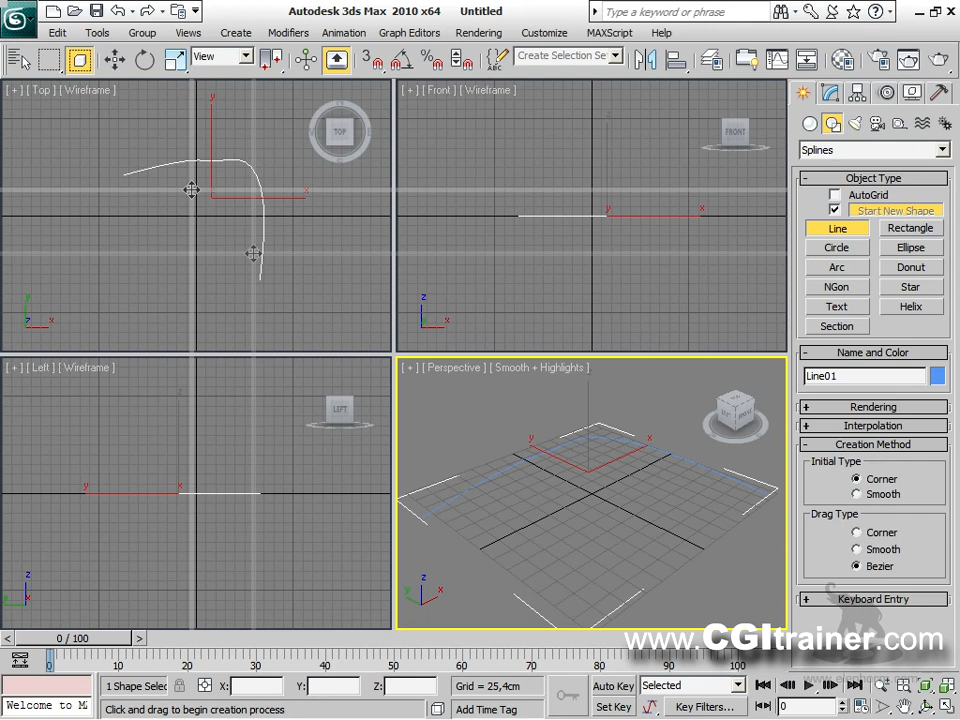 Autodesk 3ds Max 2010 x64 Untitled
Type a keyword or phrase
Edit Tools Group Views Create Modifiers Animation Graph Editors Rendering Customize MAXScript Help
View
3
Create Selection Se
[ + ] [ Top ] [ Wireframe ]
[ + ] [ Front ] [ Wireframe ]
TOP
FRONT
y
x
y
x
y
z
x
z
x
[ + ] [ Left ] [ Wireframe ]
[ + ] [ Perspective ] [ Smooth + Highlights ]
LEFT
y
x
y
x
z
y
x
z
y
x
Splines
Object Type
AutoGrid
Start New Shape
Line Rectangle
Circle Ellipse
Arc Donut
NGon Star
Text Helix
Section
Name and Color
Line01
Rendering
Interpolation
Creation Method
Initial Type
Corner
Smooth
Drag Type
Corner
Smooth
Bezier
Keyboard Entry
www.CGItrainer.com
0 / 100
0 10 20 30 40 50 60 70 80 90 100
1 Shape Selec X: Y: Z: Grid = 25,4cm Auto Key Selected
Welcome to M Click and drag to begin creation process Add Time Tag Set Key Key Filters... 0